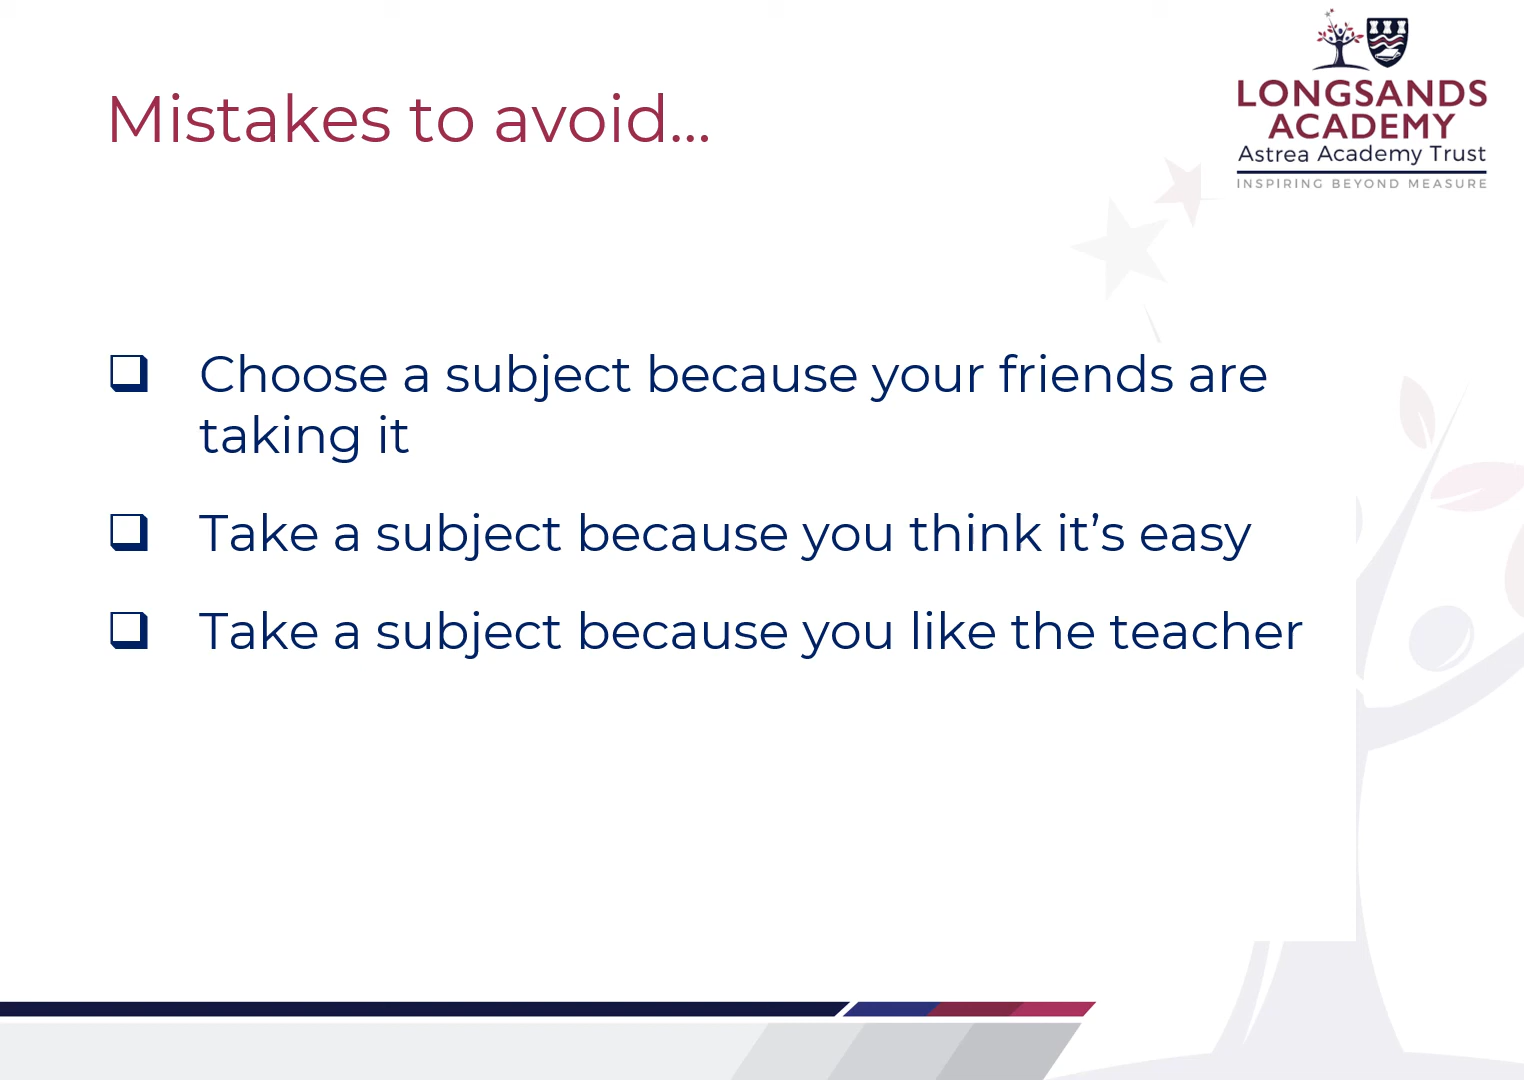 Mistakes to avoid...
LONGSANDS
ACADEMY
Astrea Academy Trust
INSPIRING BEYOND MEASURE
Choose a subject because your friends are
taking it
Take a subject because you think it’s easy
Take a subject because you like the teacher